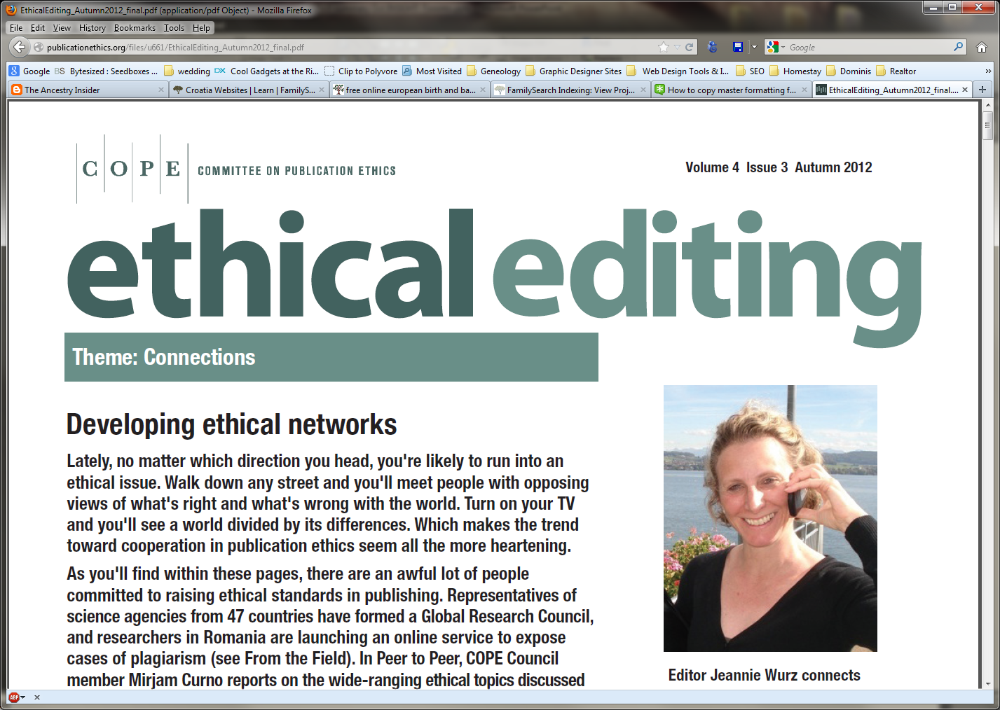 EthicalEditing_Autumn2012_final.pdf (application/pdf Object) - Mozilla Firefox
File Edit View History Bookmarks Tools Help
publicationethics.org/files/u661/EthicalEditing_Autumn2012_final.pdf Google
Google BS Bytesized : Seedboxes ... wedding DX Cool Gadgets at the Ri... Clip to Polyvore Most Visited Geneology Graphic Designer Sites Web Design Tools & I... SEO Homestay Dominis Realtor »
The Ancestry Insider Croatia Websites | Learn | FamilyS... free online european birth and ba... FamilySearch Indexing: View Proj... How to copy master formatting f... EthicalEditing_Autumn2012_final....
COPE COMMITTEE ON PUBLICATION ETHICS
Volume 4 Issue 3 Autumn 2012
ethical editing
Theme: Connections
Developing ethical networks
Lately, no matter which direction you head, you're likely to run into an
ethical issue. Walk down any street and you'll meet people with opposing
views of what's right and what's wrong with the world. Turn on your TV
and you'll see a world divided by its differences. Which makes the trend
toward cooperation in publication ethics seem all the more heartening.
As you'll find within these pages, there are an awful lot of people
committed to raising ethical standards in publishing. Representatives of
science agencies from 47 countries have formed a Global Research Council,
and researchers in Romania are launching an online service to expose
cases of plagiarism (see From the Field). In Peer to Peer, COPE Council
member Mirjam Curno reports on the wide-ranging ethical topics discussed
Editor Jeannie Wurz connects
ABP